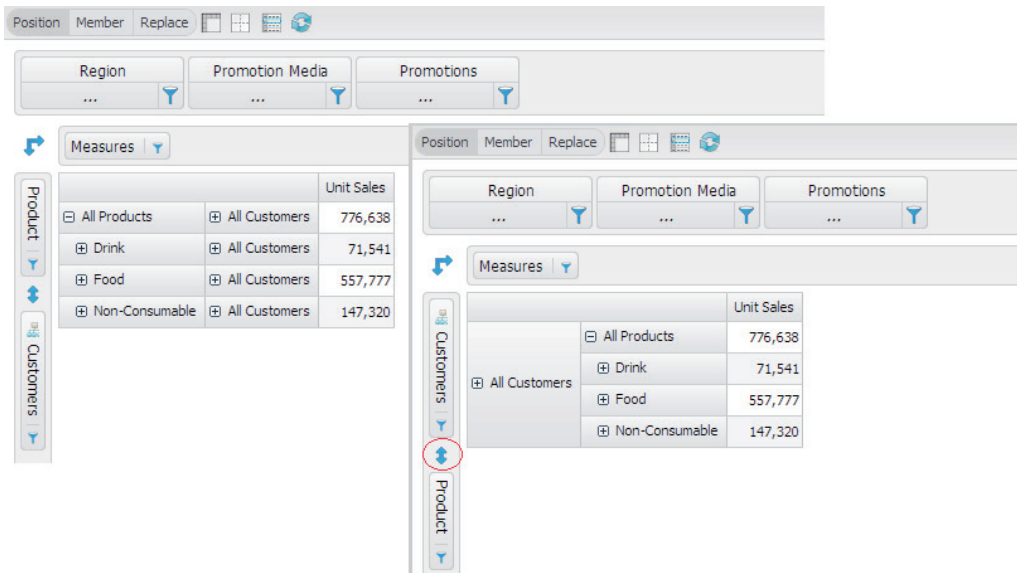 Position Member Replace
Region Promotion Media Promotions
... ... ...
Measures
Product
Customers
Unit Sales
All Products All Customers 776,638
Drink All Customers 71,541
Food All Customers 557,777
Non-Consumable All Customers 147,320
Position Member Replace
Region Promotion Media Promotions
... ... ...
Measures
Customers
Product
Unit Sales
All Customers
All Products 776,638
Drink 71,541
Food 557,777
Non-Consumable 147,320